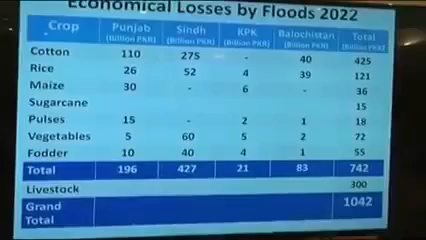 Economical Losses by Floods 2022
Crop Punjab (Billion PKR) Sindh (Billion PKR) KPK (Billion PKR) Balochistan (Billion PKR) Total (Billion PKR)
Cotton 110 275 - 40 425
Rice 26 52 4 39 121
Maize 30 - 6 36
Sugarcane 15
Pulses 15 - 2 1 18
Vegetables 5 60 5 2 72
Fodder 10 40 4 1 55
Total 196 427 21 83 742
Livestock 300
Grand Total 1042